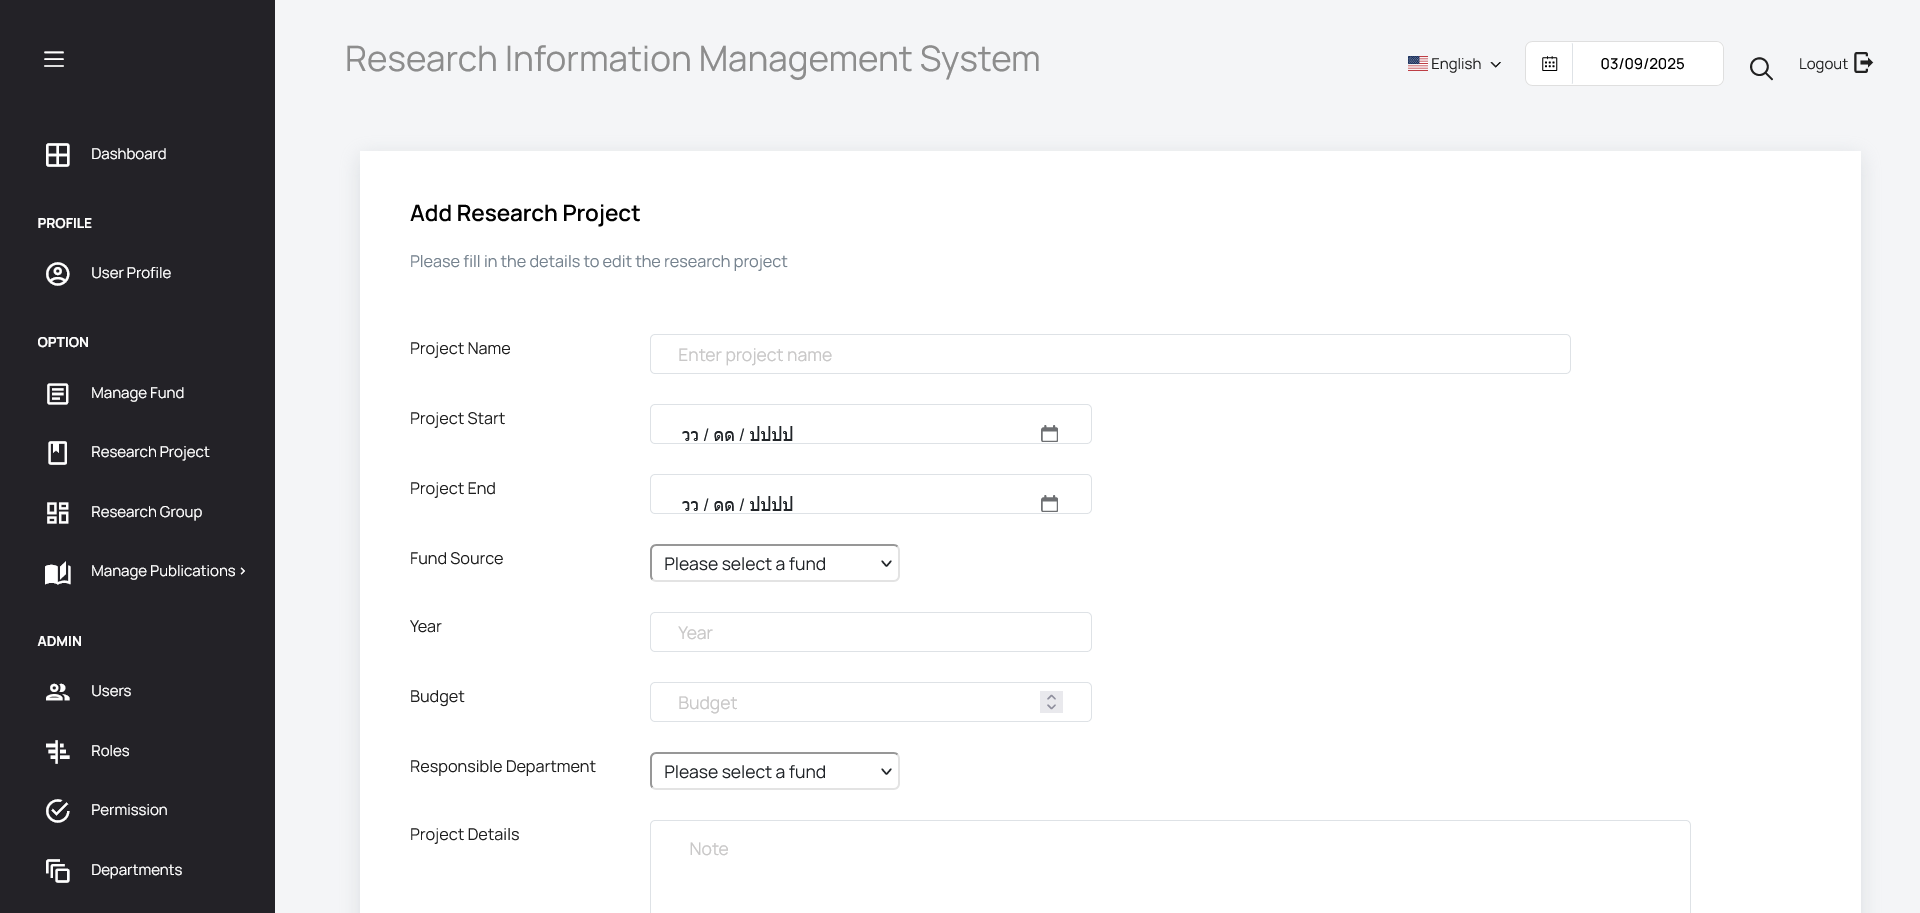 Research Information Management System
English
03/09/2025
Logout
Dashboard
PROFILE
User Profile
OPTION
Manage Fund
Research Project
Research Group
Manage Publications ›
ADMIN
Users
Roles
Permission
Departments
Add Research Project
Please fill in the details to edit the research project
Project Name
Enter project name
Project Start
วว / ดด / ปปปป
Project End
วว / ดด / ปปปป
Fund Source
Please select a fund
Year
Year
Budget
Budget
Responsible Department
Please select a fund
Project Details
Note